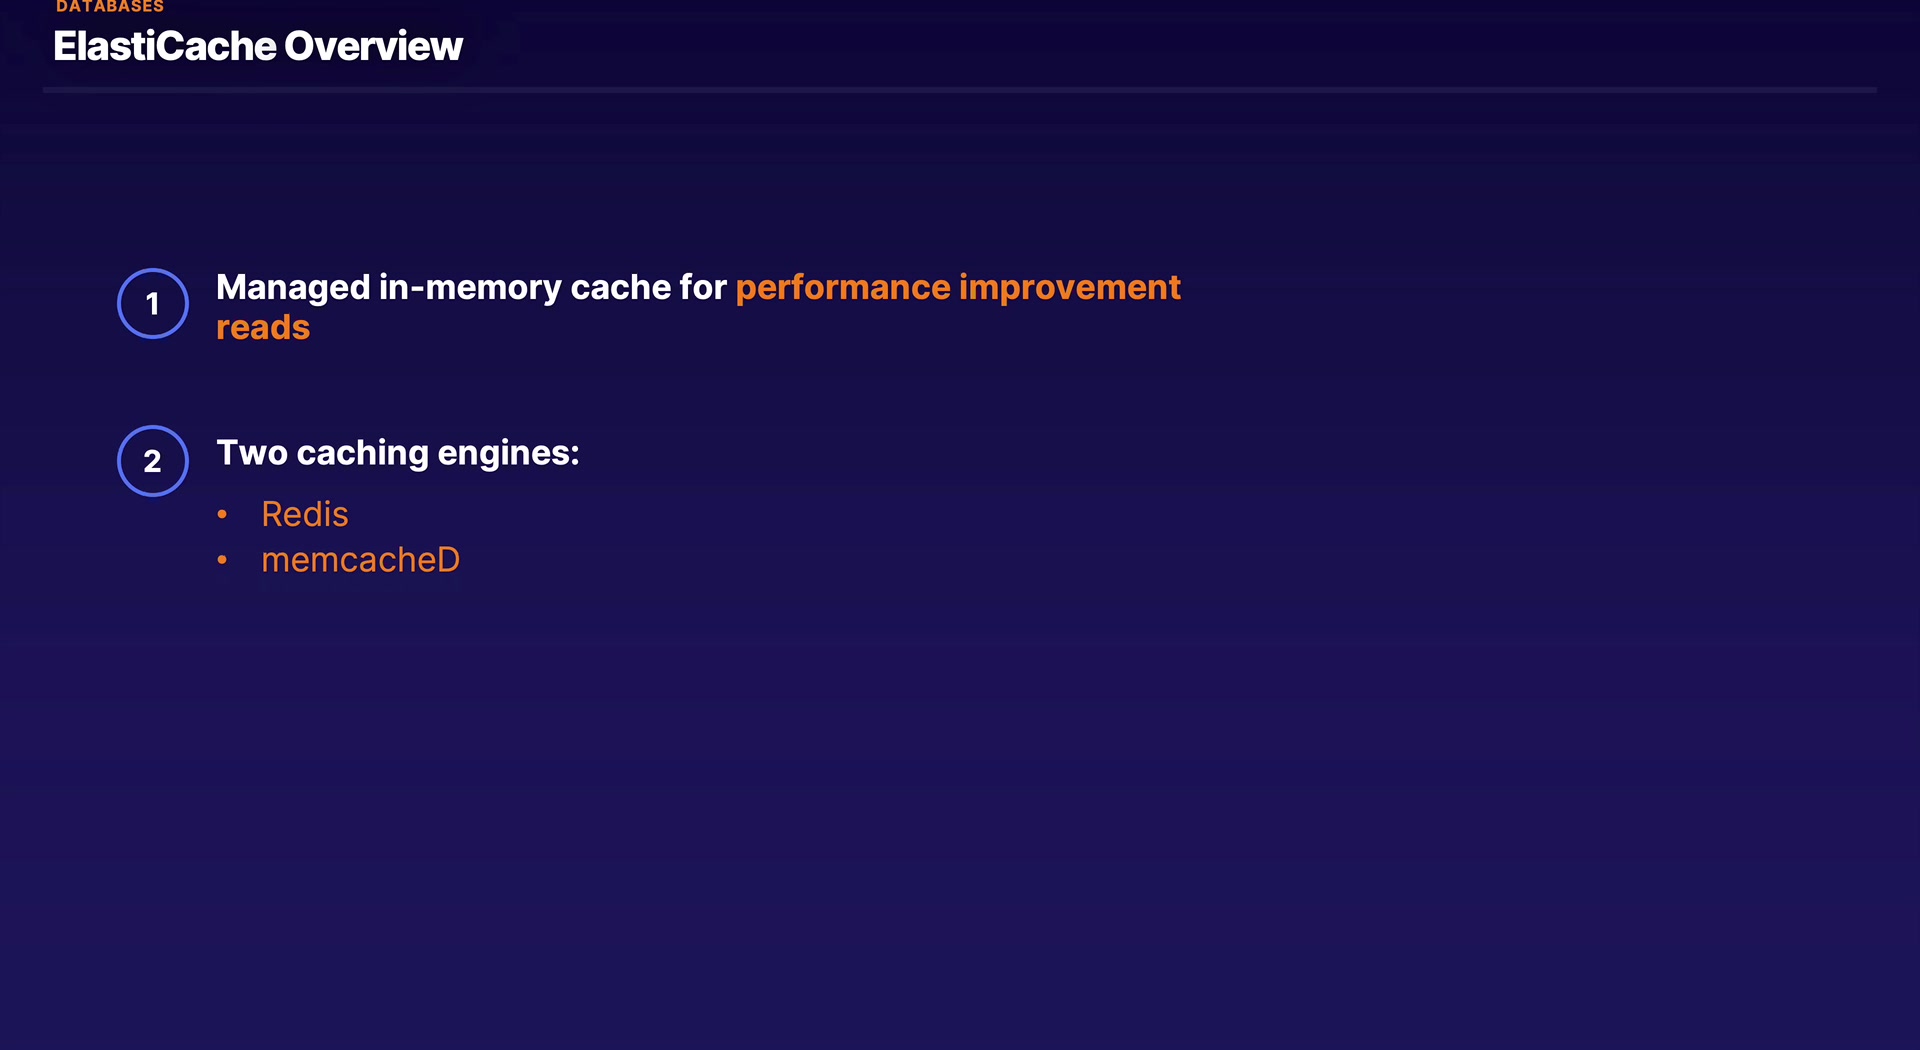 DATABASES
ElastiCache Overview
1
Managed in-memory cache for performance improvement
reads
2
Two caching engines:
• Redis
• memcacheD